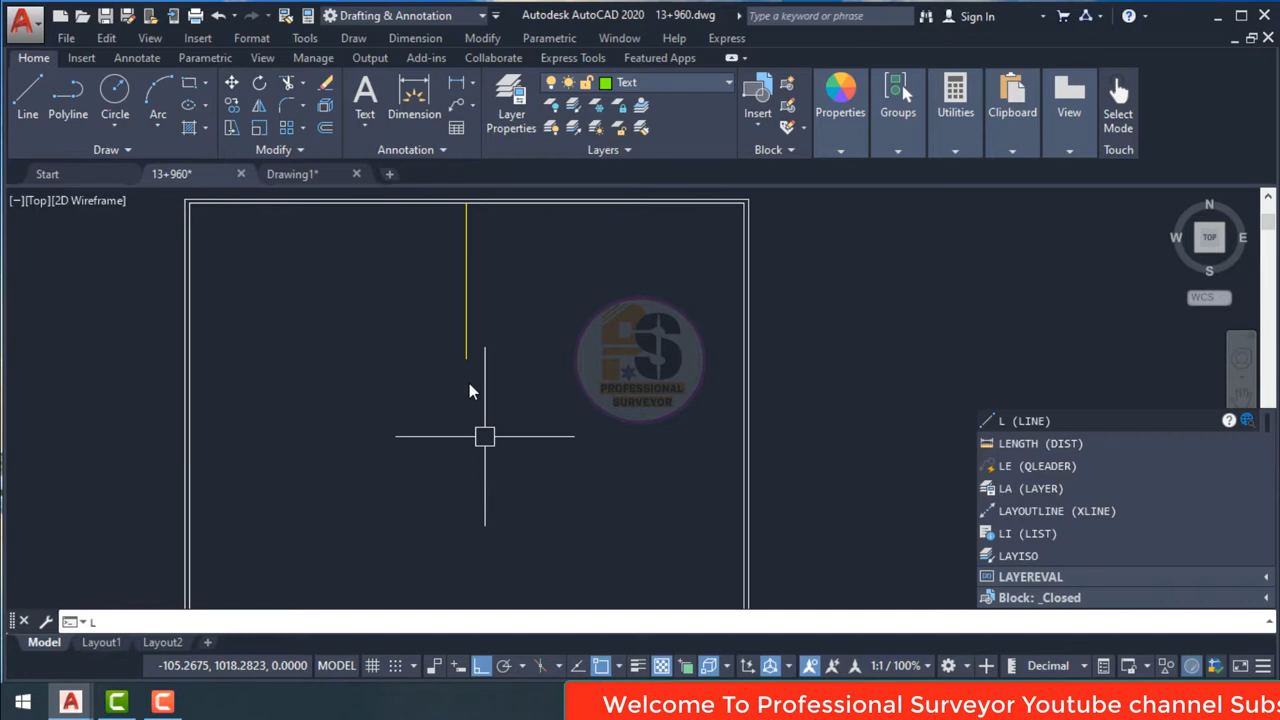 Drafting & Annotation
Autodesk AutoCAD 2020 13+960.dwg
Type a keyword or phrase
Sign In
File Edit View Insert Format Tools Draw Dimension Modify Parametric Window Help Express
Home Insert Annotate Parametric View Manage Output Add-ins Collaborate Express Tools Featured Apps
Text
Line Polyline Circle Arc
Text Dimension
Layer
Properties
Insert
Properties Groups Utilities Clipboard View
Select
Mode
Draw Modify Annotation Layers Block Touch
Start 13+960* Drawing1*
[−][Top][2D Wireframe]
N
W TOP E
S
WCS
PROFESSIONAL
SURVEYOR
L (LINE)
LENGTH (DIST)
LE (QLEADER)
LA (LAYER)
LAYOUTLINE (XLINE)
LI (LIST)
LAYISO
LAYEREVAL
Block: _Closed
L
Model Layout1 Layout2
-105.2675, 1018.2823, 0.0000 MODEL 1:1 / 100% Decimal
Welcome To Professional Surveyor Youtube channel Subs